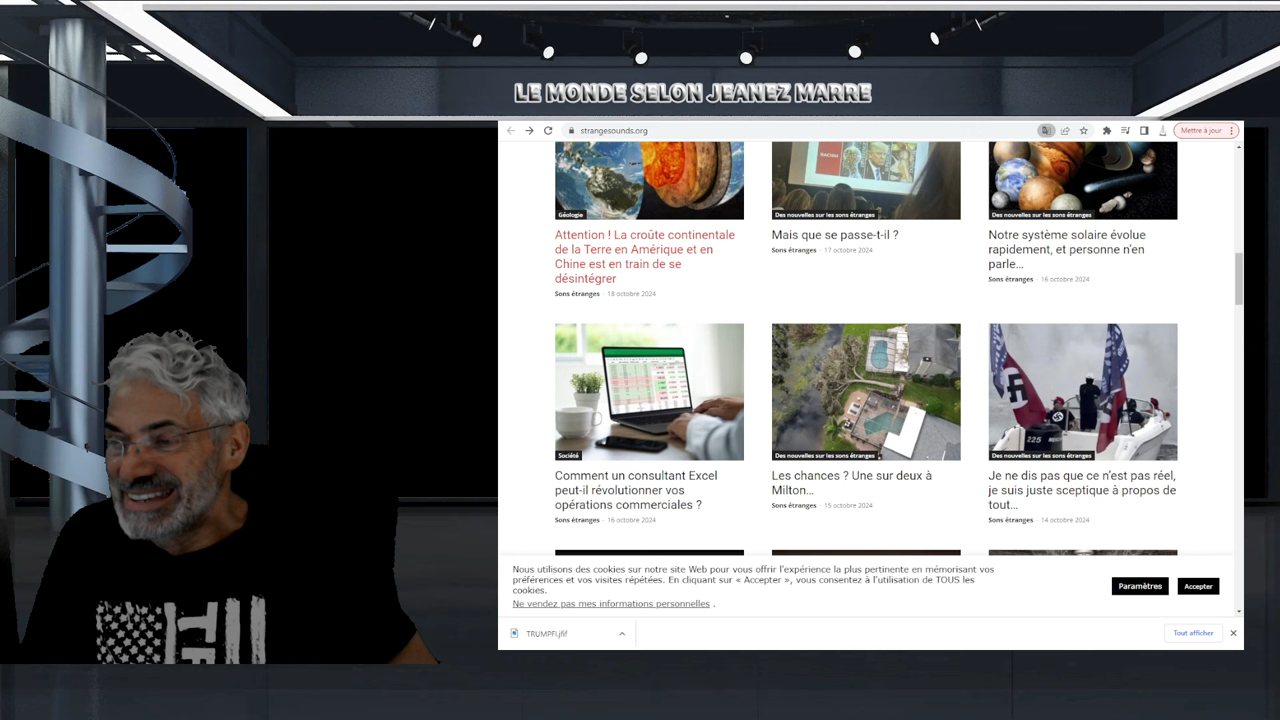 LE MONDE SELON JEANEZ MARRE
strangesounds.org
Mettre à jour
Géologie
Des nouvelles sur les sons étranges
Des nouvelles sur les sons étranges
Attention ! La croûte continentale
de la Terre en Amérique et en
Chine est en train de se
désintégrer
Sons étranges - 18 octobre 2024
Mais que se passe-t-il ?
Sons étranges - 17 octobre 2024
Notre système solaire évolue
rapidement, et personne n'en
parle...
Sons étranges - 16 octobre 2024
225
Société
Des nouvelles sur les sons étranges
Des nouvelles sur les sons étranges
Comment un consultant Excel
peut-il révolutionner vos
opérations commerciales ?
Sons étranges - 16 octobre 2024
Les chances ? Une sur deux à
Milton...
Sons étranges - 15 octobre 2024
Je ne dis pas que ce n'est pas réel,
je suis juste sceptique à propos de
tout...
Sons étranges - 14 octobre 2024
Nous utilisons des cookies sur notre site Web pour vous offrir l'expérience la plus pertinente en mémorisant vos
préférences et vos visites répétées. En cliquant sur « Accepter », vous consentez à l'utilisation de TOUS les
cookies.
Ne vendez pas mes informations personnelles .
Paramètres
Accepter
TRUMPFI.jfif
Tout afficher